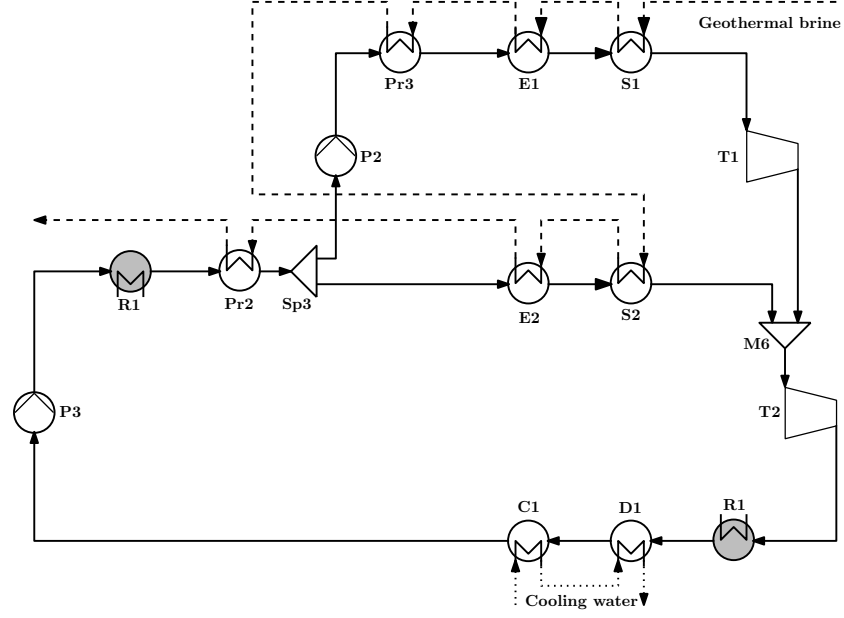 Geothermal brine
Pr3
E1
S1
P2
T1
R1
Pr2
Sp3
E2
S2
M6
P3
T2
C1
D1
R1
Cooling water